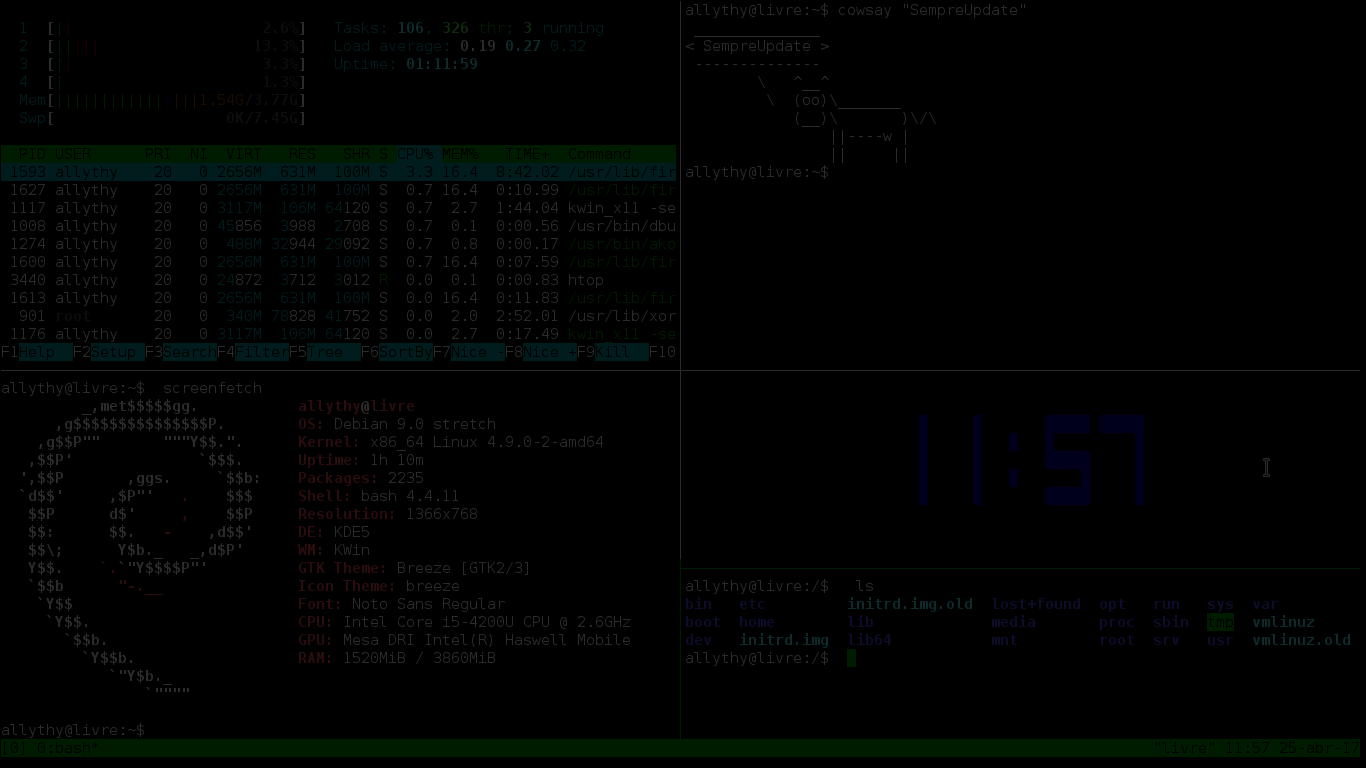 1 [|| 2.6%]
2 [||||| 13.3%]
3 [|| 3.3%]
4 [| 1.3%]
Mem[|||||||||||| |||1.54G/3.77G]
Swp[ 0K/7.45G]
Tasks: 106, 326 thr; 3 running
Load average: 0.19 0.27 0.32
Uptime: 01:11:59
PID USER PRI NI VIRT RES SHR S CPU% MEM% TIME+ Command
1593 allythy 20 0 2656M 631M 100M S 3.3 16.4 8:42.02 /usr/lib/fir
1627 allythy 20 0 2656M 631M 100M S 0.7 16.4 0:10.99 /usr/lib/fir
1117 allythy 20 0 3117M 106M 64120 S 0.7 2.7 1:44.04 kwin_x11 -se
1008 allythy 20 0 45856 3988 2708 S 0.7 0.1 0:00.56 /usr/bin/dbu
1274 allythy 20 0 488M 32944 29092 S 0.7 0.8 0:00.17 /usr/bin/ako
1600 allythy 20 0 2656M 631M 100M S 0.7 16.4 0:07.59 /usr/lib/fir
3440 allythy 20 0 24872 3712 3012 R 0.0 0.1 0:00.83 htop
1613 allythy 20 0 2656M 631M 100M S 0.0 16.4 0:11.83 /usr/lib/fir
901 root 20 0 340M 78828 41752 S 0.0 2.0 2:52.01 /usr/lib/xor
1176 allythy 20 0 3117M 106M 64120 S 0.0 2.7 0:17.49 kwin_x11 -se
F1Help F2Setup F3SearchF4FilterF5Tree F6SortByF7Nice -F8Nice +F9Kill F10
allythy@livre:~$ cowsay "SempreUpdate"
______________
< SempreUpdate >
--------------
\ ^__^
\ (oo)\_______
(__)\ )\/\
||----w |
|| ||
allythy@livre:~$
allythy@livre:~$ screenfetch
_,met$$$$$gg.
,g$$$$$$$$$$$$$$$P.
,g$$P"" """Y$$.".
,$$P' `$$$.
',$$P ,ggs. `$$b:
`d$$' ,$P"' . $$$
$$P d$' , $$P
$$: $$. - ,d$$'
$$\; Y$b._ _,d$P'
Y$$. `.`"Y$$$$P"'
`$$b "-.__
`Y$$
`Y$$.
`$$b.
`Y$$b.
`"Y$b._
`""""
allythy@livre
OS: Debian 9.0 stretch
Kernel: x86_64 Linux 4.9.0-2-amd64
Uptime: 1h 10m
Packages: 2235
Shell: bash 4.4.11
Resolution: 1366x768
DE: KDE5
WM: KWin
GTK Theme: Breeze [GTK2/3]
Icon Theme: breeze
Font: Noto Sans Regular
CPU: Intel Core i5-4200U CPU @ 2.6GHz
GPU: Mesa DRI Intel(R) Haswell Mobile
RAM: 1520MiB / 3860MiB
allythy@livre:~$
11:57
allythy@livre:/$ ls
bin etc initrd.img.old lost+found opt run sys var
boot home lib media proc sbin tmp vmlinuz
dev initrd.img lib64 mnt root srv usr vmlinuz.old
allythy@livre:/$
[0] 0:bash* "livre" 11:57 25-abr-17